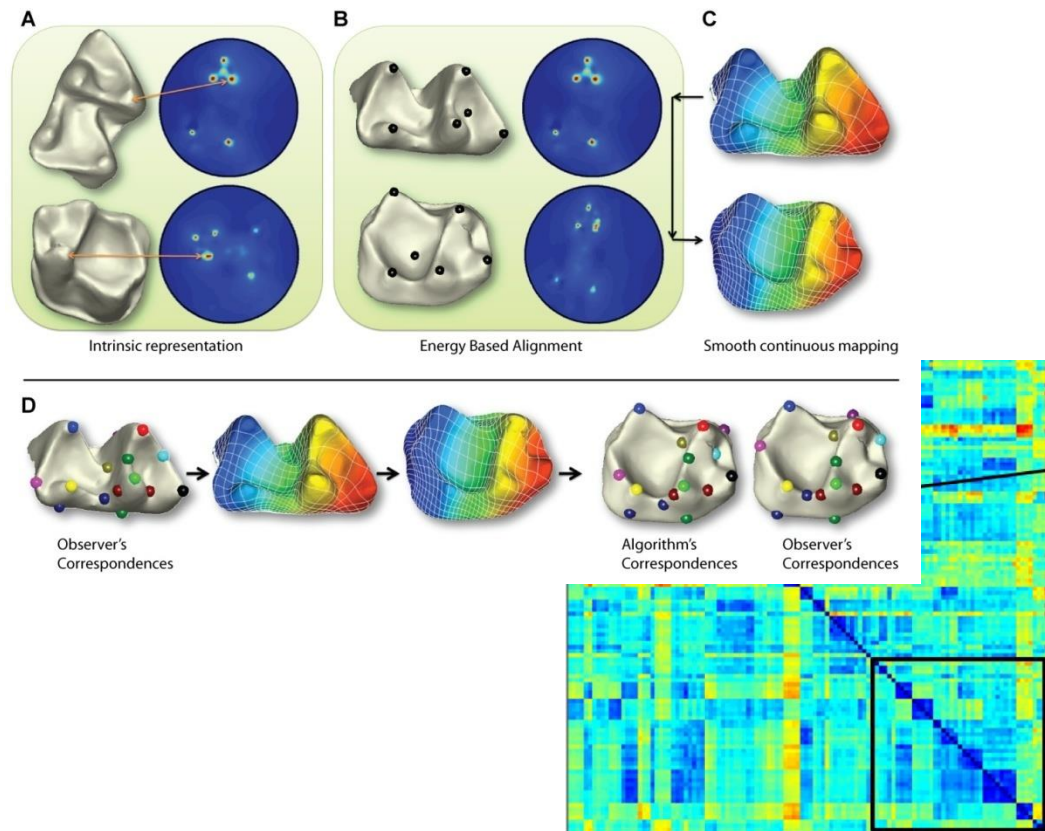 A
B
C
Intrinsic representation
Energy Based Alignment
Smooth continuous mapping
D
Observer's
Correspondences
Algorithm's
Correspondences
Observer's
Correspondences